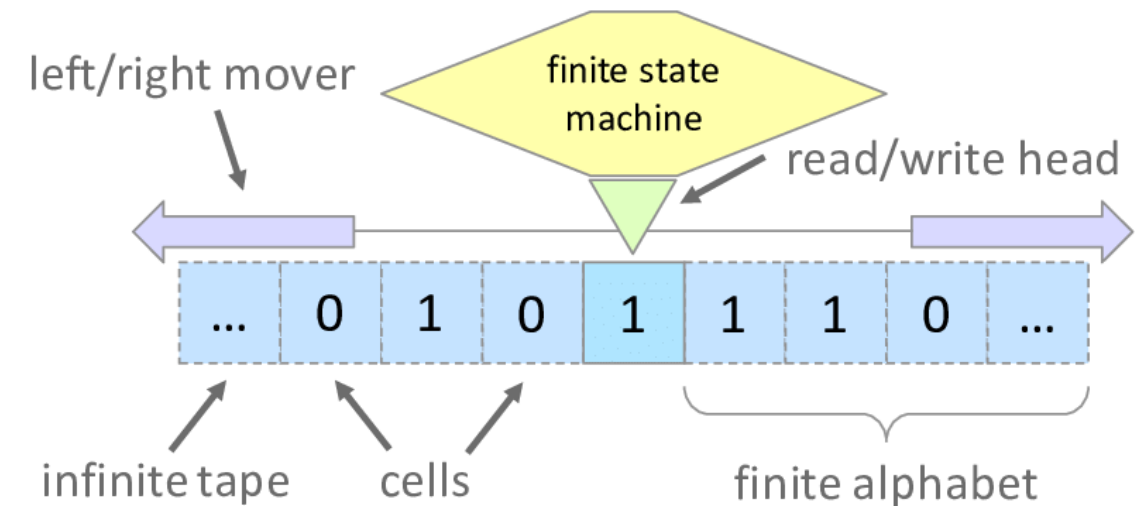 finite state
machine
left/right mover
read/write head
... 0 1 0 1 1 1 0 ...
infinite tape
cells
finite alphabet